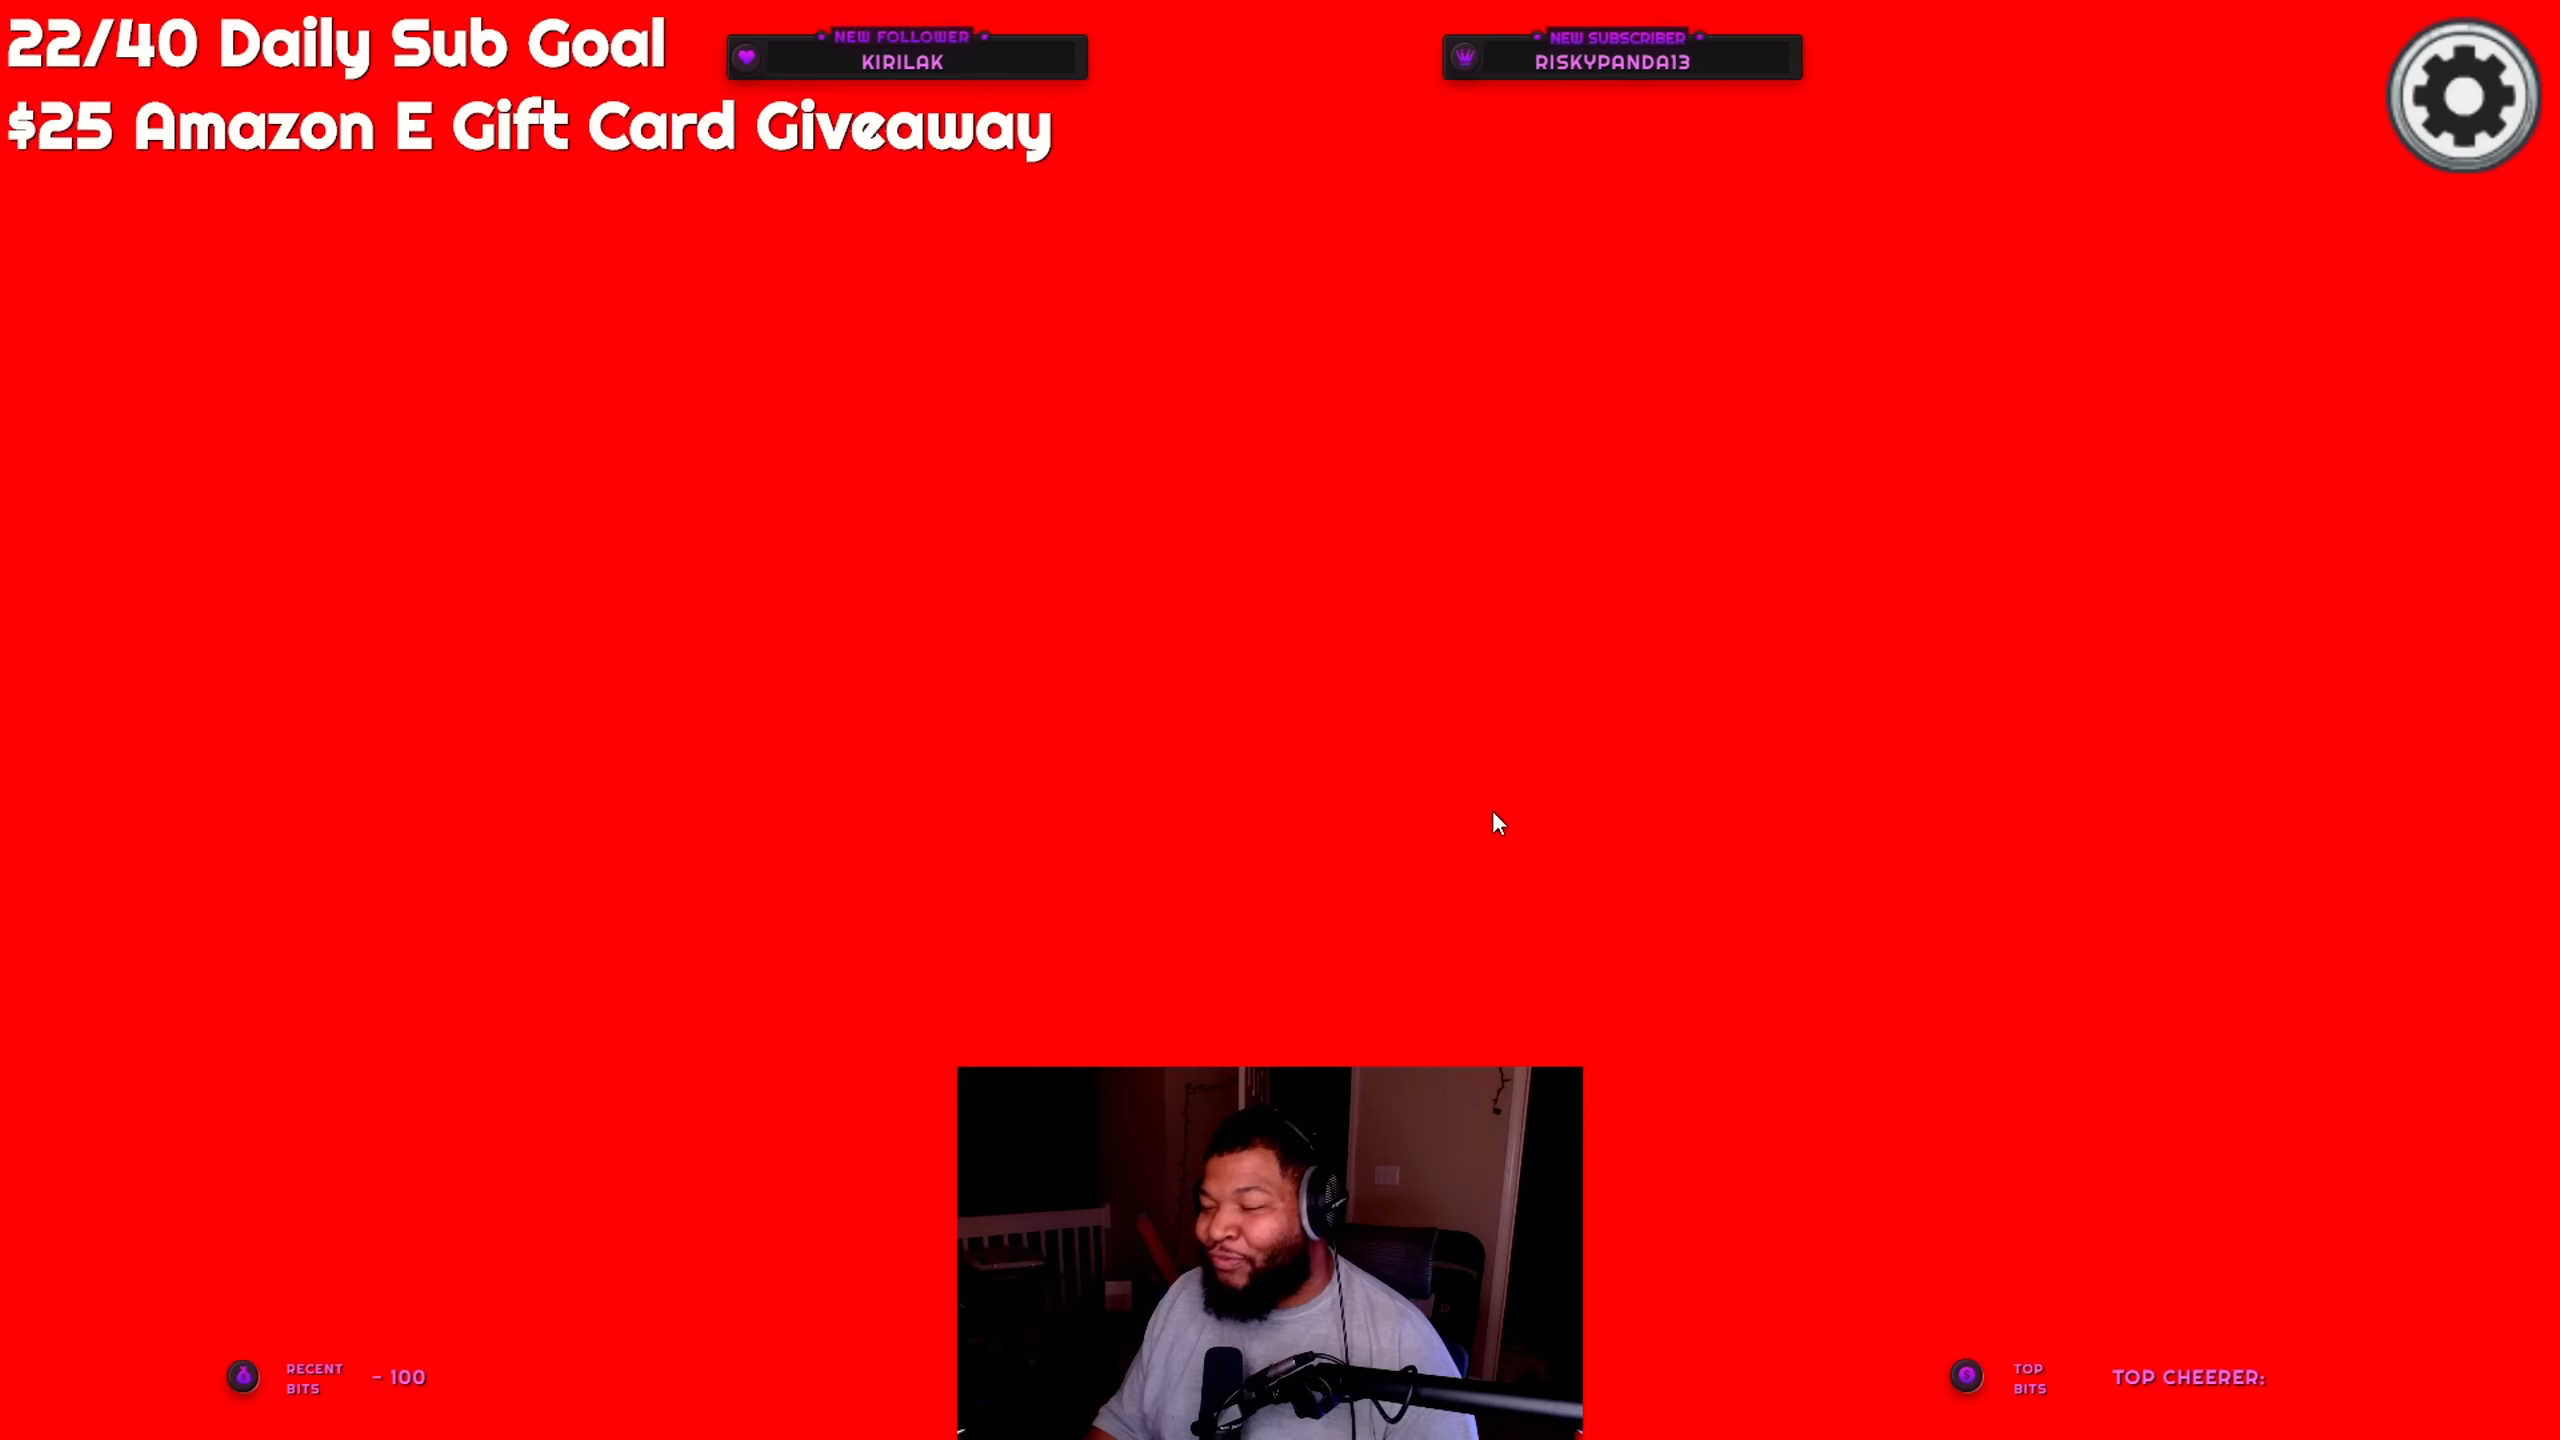 22/40 Daily Sub Goal
NEW FOLLOWER
KIRILAK
NEW SUBSCRIBER
RISKYPANDA13
$25 Amazon E Gift Card Giveaway
RECENT
BITS
- 100
TOP
BITS
TOP CHEERER: